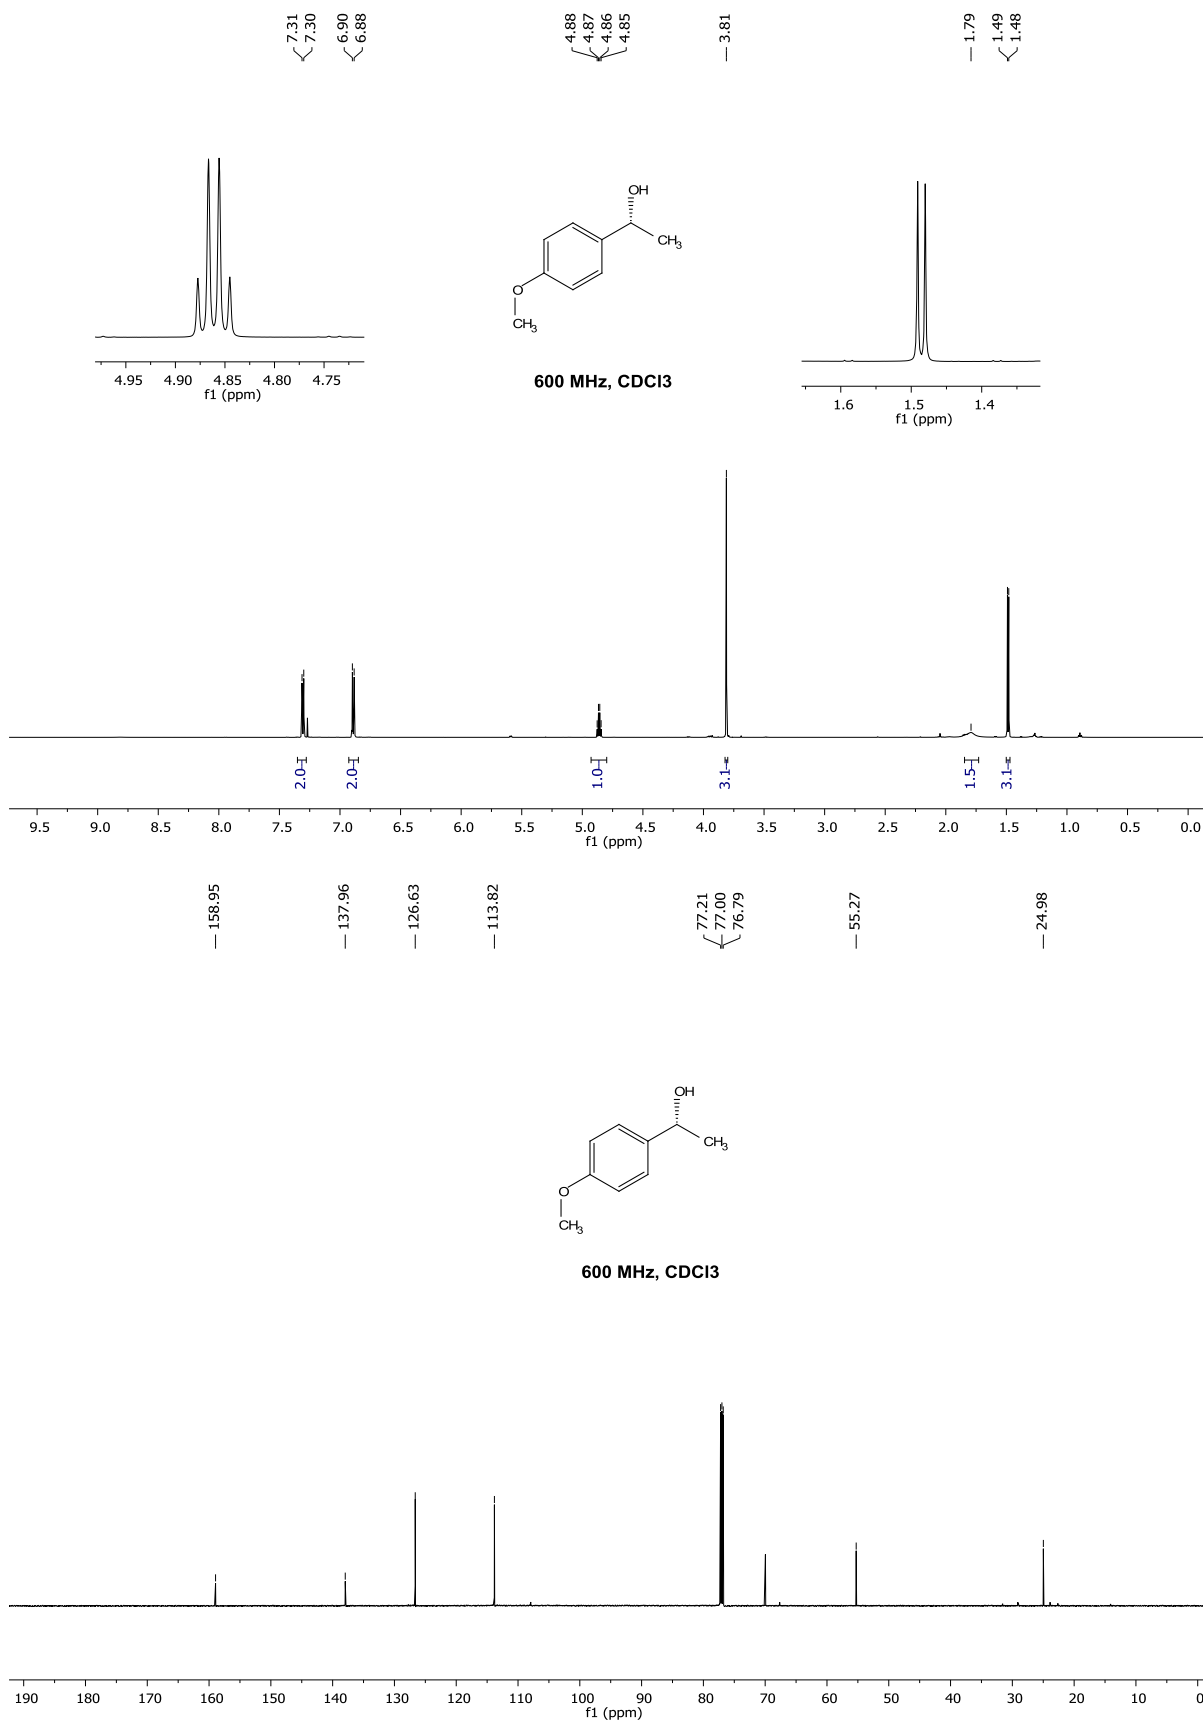 7.31
7.30
6.90
6.88
4.88
4.87
4.86
4.85
3.81
1.79
1.49
1.48
OH
CH3
O
CH3
600 MHz, CDCl3
4.95 4.90 4.85 4.80 4.75
f1 (ppm)
1.6 1.5 1.4
f1 (ppm)
2.0
2.0
1.0
3.1
1.5
3.1
9.5 9.0 8.5 8.0 7.5 7.0 6.5 6.0 5.5 5.0 4.5 4.0 3.5 3.0 2.5 2.0 1.5 1.0 0.5 0.0
f1 (ppm)
158.95
137.96
126.63
113.82
77.21
77.00
76.79
55.27
24.98
OH
CH3
O
CH3
600 MHz, CDCl3
190 180 170 160 150 140 130 120 110 100 90 80 70 60 50 40 30 20 10 0
f1 (ppm)